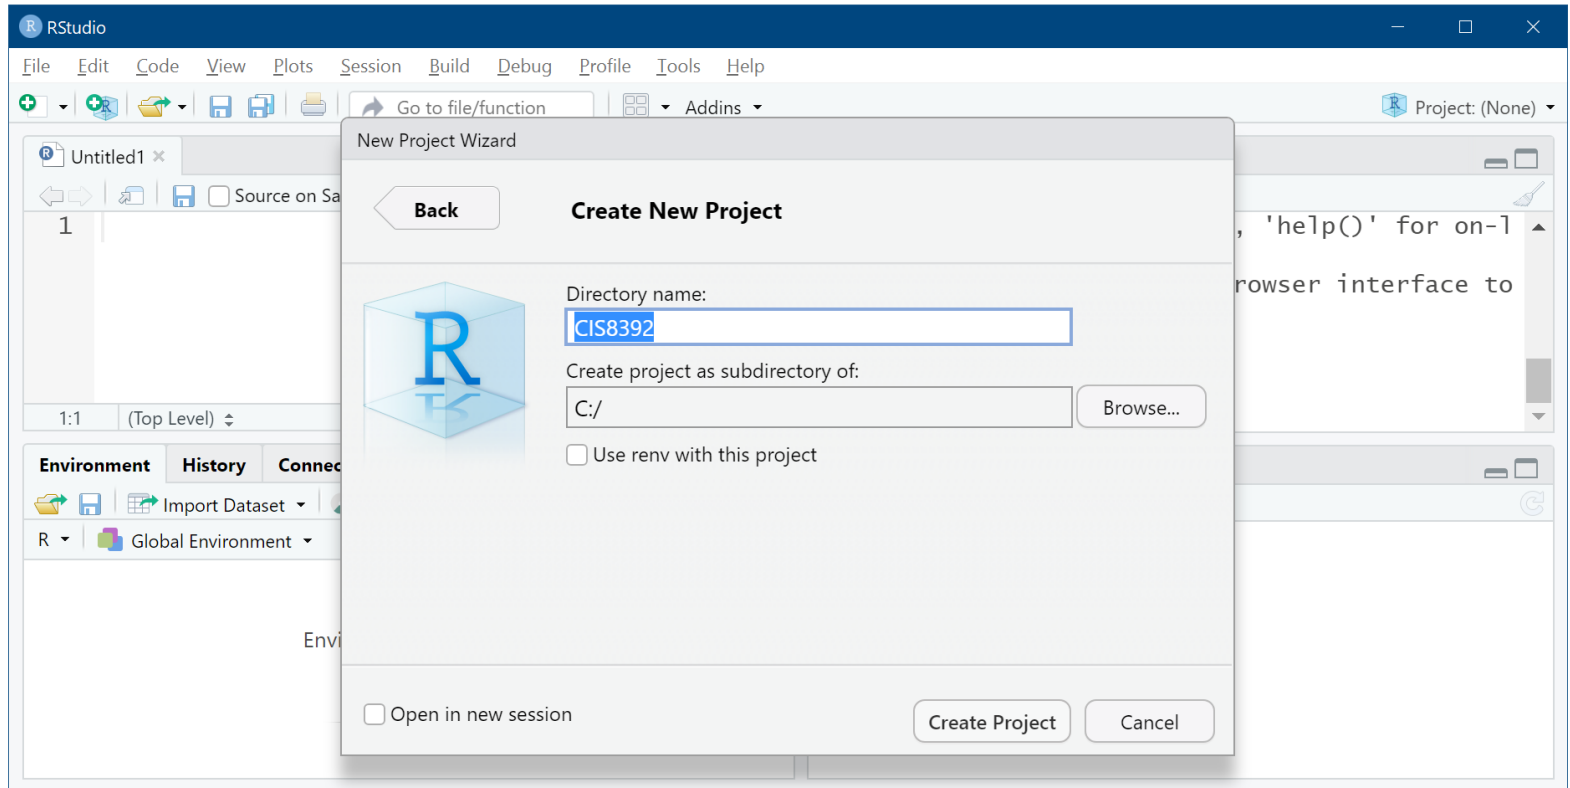 RStudio
File Edit Code View Plots Session Build Debug Profile Tools Help
Go to file/function Addins Project: (None)
New Project Wizard
Untitled1
Source on Sa
Back Create New Project
1
, 'help()' for on-l
rowser interface to
Directory name:
CIS8392
Create project as subdirectory of:
C:/ Browse...
Use renv with this project
1:1 (Top Level)
Environment History Connec
Import Dataset
R Global Environment
Envi
Open in new session
Create Project Cancel